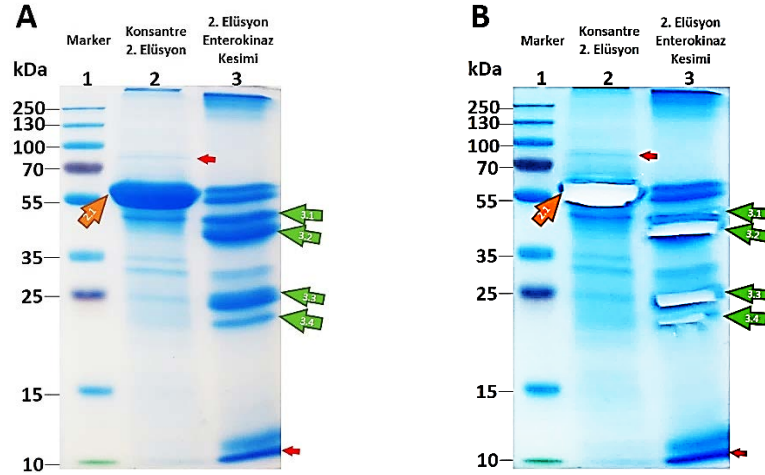 A
Marker
Konsantre
2. Elüsyon
2. Elüsyon
Enterokinaz
Kesimi
kDa
1
2
3
250
130
100
70
55
35
25
15
10
2.1
3.1
3.2
3.3
3.4
B
Marker
Konsantre
2. Elüsyon
2. Elüsyon
Enterokinaz
Kesimi
kDa
1
2
3
250
130
100
70
55
35
25
15
10
2.1
3.1
3.2
3.3
3.4